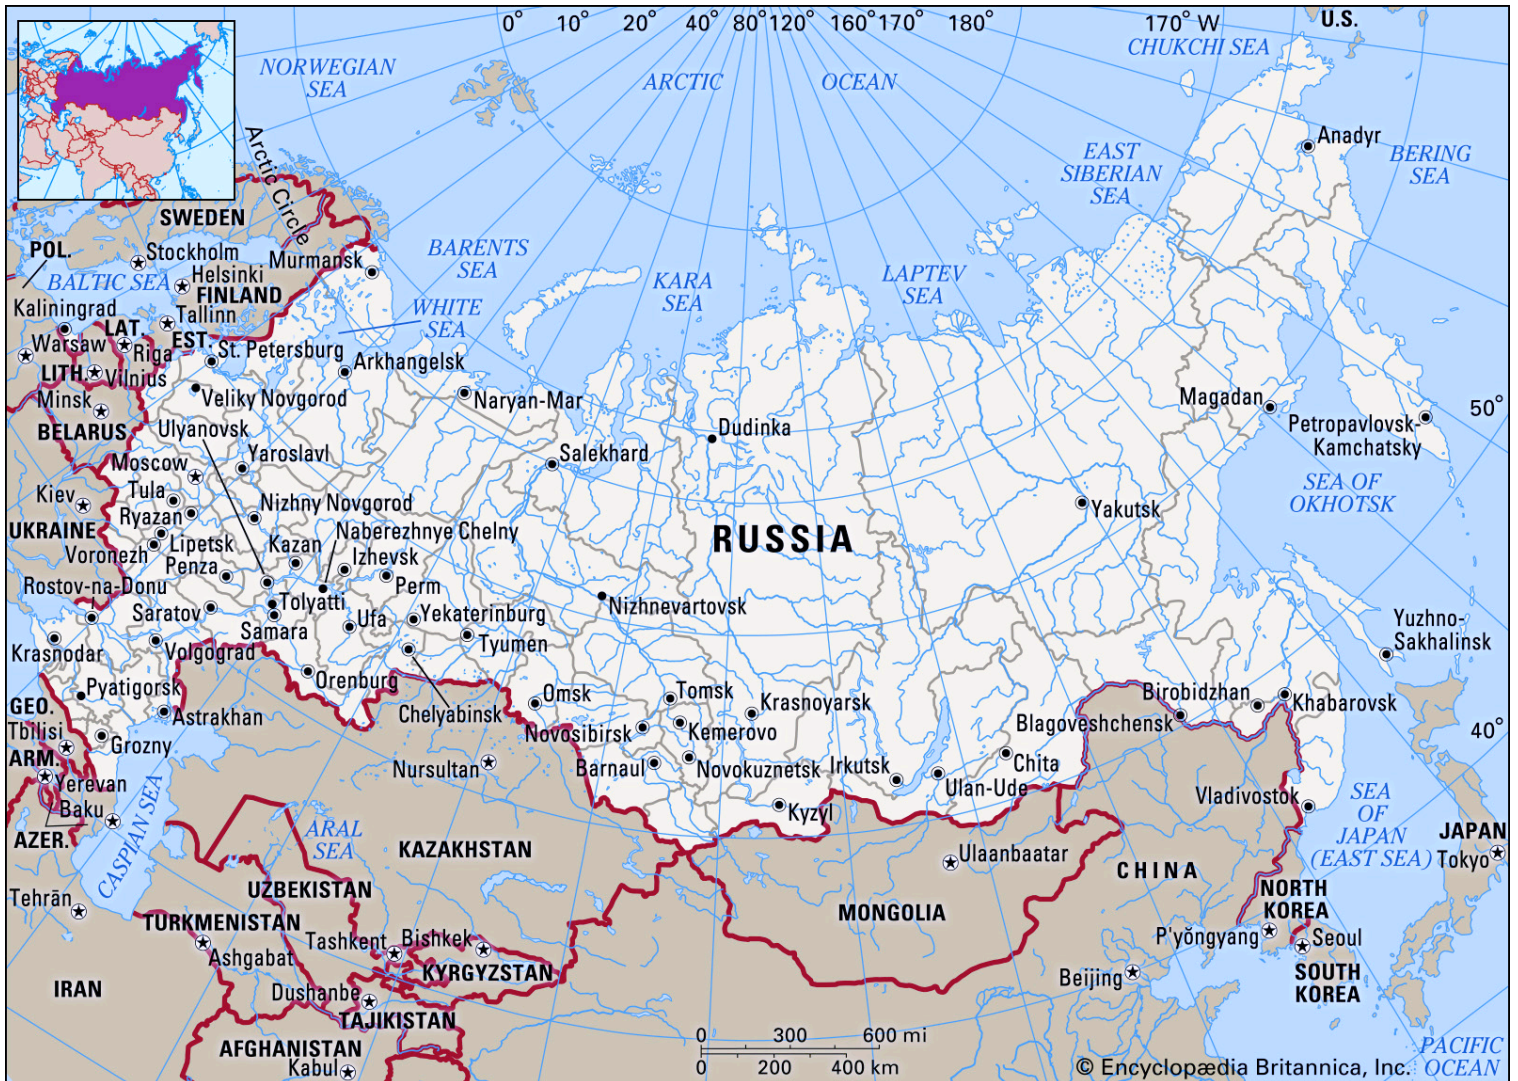 0° 10° 20° 40° 80° 120° 160° 170° 180° 170° W
U.S.
CHUKCHI SEA
NORWEGIAN
SEA
ARCTIC OCEAN
Arctic Circle
Anadyr
EAST
SIBERIAN
SEA
BERING
SEA
SWEDEN
POL.
Stockholm
BALTIC SEA
Helsinki
FINLAND
Murmansk
BARENTS
SEA
KARA
SEA
LAPTEV
SEA
WHITE
SEA
Kaliningrad
Tallinn
LAT.
EST.
Warsaw
Riga
St. Petersburg
Arkhangelsk
LITH.
Vilnius
Minsk
BELARUS
Veliky Novgorod
Naryan-Mar
Magadan
50°
Petropavlovsk-
Kamchatsky
Ulyanovsk
Dudinka
Yaroslavl
Salekhard
Moscow
SEA OF
OKHOTSK
Kiev
Tula
UKRAINE
Ryazan
Nizhny Novgorod
Yakutsk
Naberezhnye Chelny
RUSSIA
Voronezh
Lipetsk
Kazan
Izhevsk
Penza
Perm
Rostov-na-Donu
Saratov
Tolyatti
Nizhnevartovsk
Samara
Ufa
Yekaterinburg
Tyumen
Yuzhno-
Sakhalinsk
Krasnodar
Volgograd
Orenburg
Pyatigorsk
Omsk
Tomsk
Krasnoyarsk
Birobidzhan
Khabarovsk
GEO.
Astrakhan
Chelyabinsk
Blagoveshchensk
Tbilisi
Grozny
Novosibirsk
Kemerovo
40°
ARM.
Nursultan
Barnaul
Novokuznetsk
Irkutsk
Chita
Yerevan
Ulan-Ude
Baku
Kyzyl
Vladivostok
AZER.
CASPIAN SEA
ARAL
SEA
KAZAKHSTAN
Ulaanbaatar
CHINA
SEA
OF
JAPAN
(EAST SEA)
JAPAN
Tokyo
Tehrān
UZBEKISTAN
MONGOLIA
NORTH
KOREA
TURKMENISTAN
Tashkent
Bishkek
P'yŏngyang
Seoul
Ashgabat
KYRGYZSTAN
Beijing
SOUTH
KOREA
IRAN
Dushanbe
TAJIKISTAN
AFGHANISTAN
Kabul
0 300 600 mi
0 200 400 km
PACIFIC
OCEAN
© Encyclopædia Britannica, Inc.